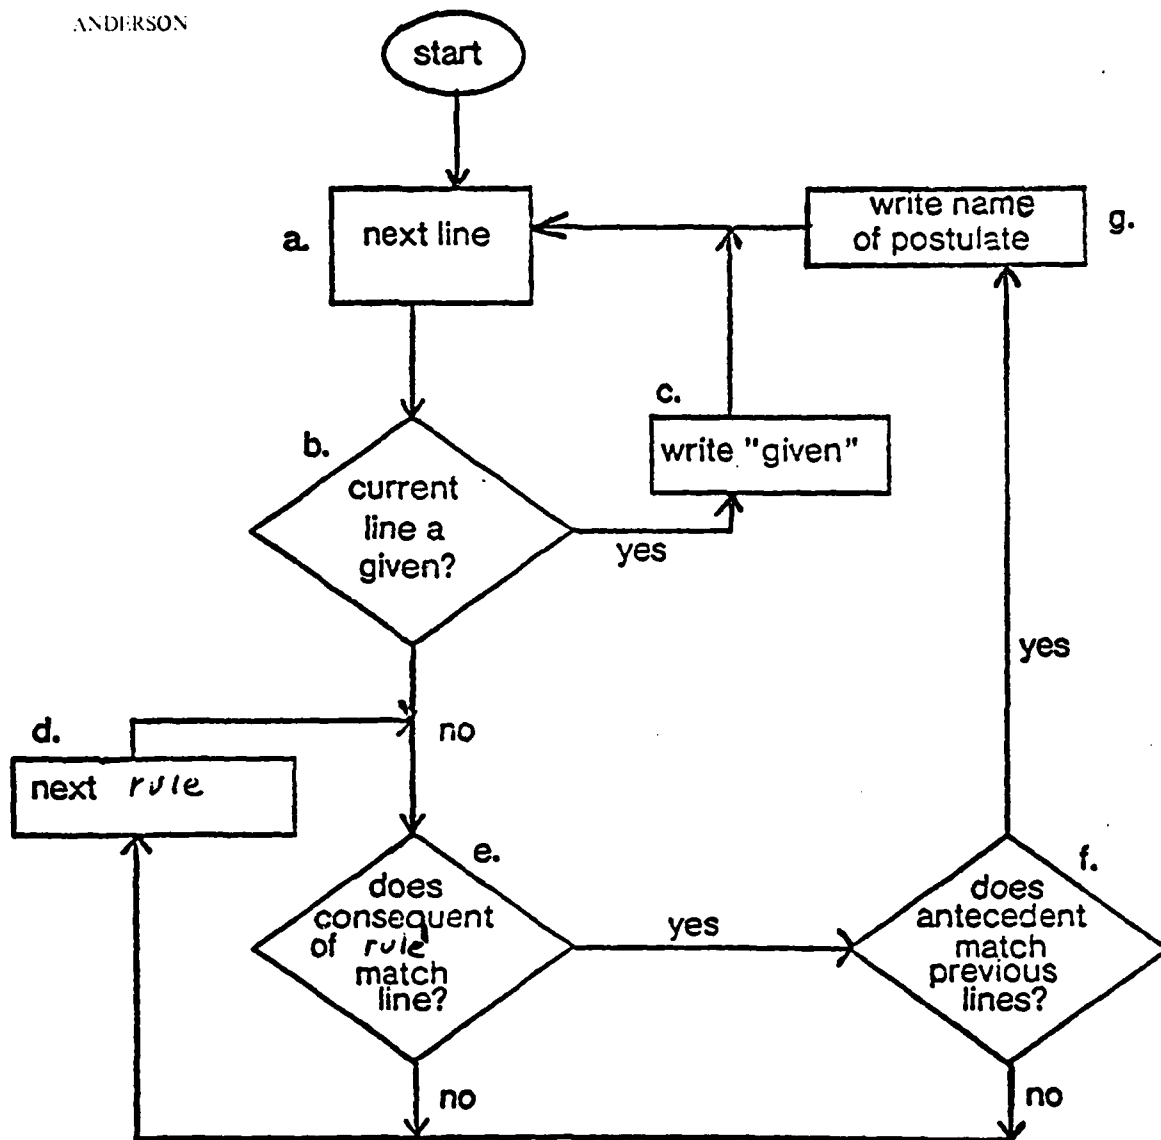 ANDERSON
start
a.
next line
write name
of postulate
g.
c.
write "given"
b.
current
line a
given?
yes
yes
no
d.
next rule
e.
does
consequent
of rule
match
line?
yes
f.
does
antecedent
match
previous
lines?
no
no